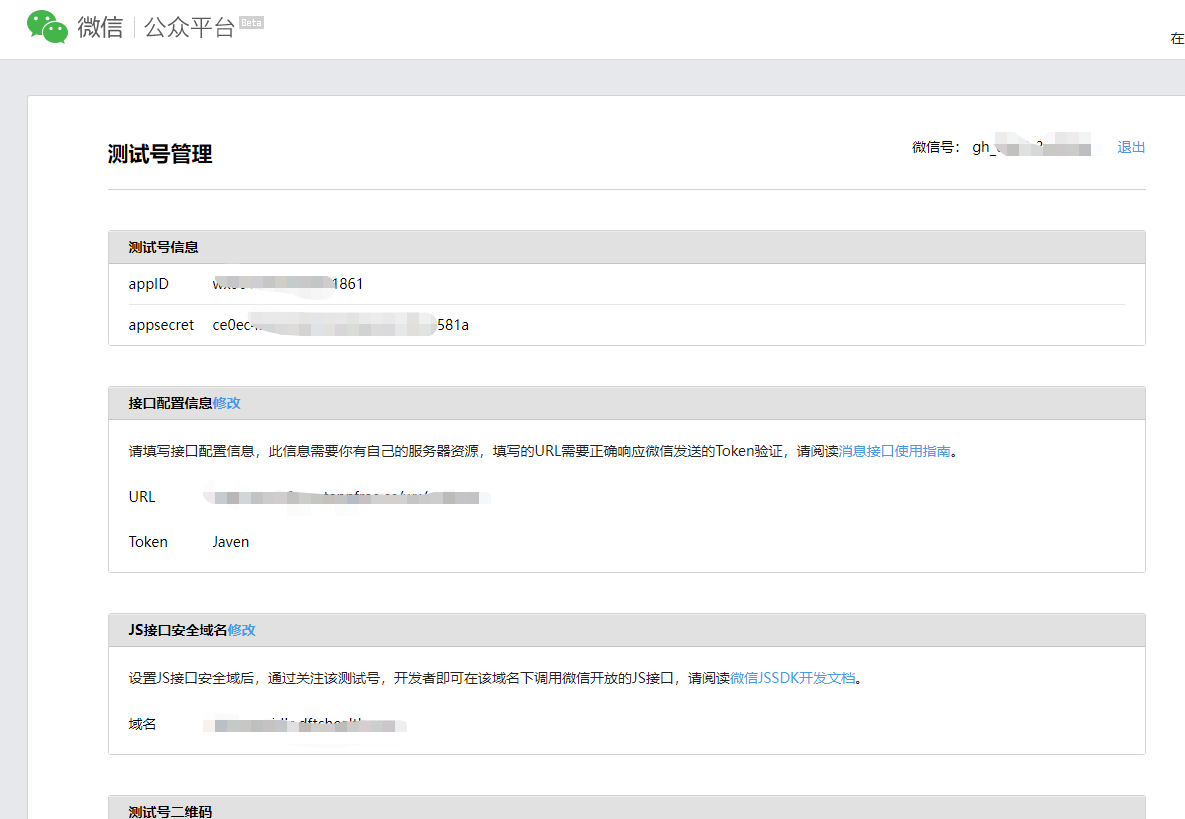 微信 公众平台 Beta
在
测试号管理
微信号： gh_ 退出
测试号信息
appID 1861
appsecret ce0ec 581a
接口配置信息修改
请填写接口配置信息，此信息需要你有自己的服务器资源，填写的URL需要正确响应微信发送的Token验证，请阅读消息接口使用指南。
URL
Token Javen
JS接口安全域名修改
设置JS接口安全域后，通过关注该测试号，开发者即可在该域名下调用微信开放的JS接口，请阅读微信JSSDK开发文档。
域名
测试号二维码